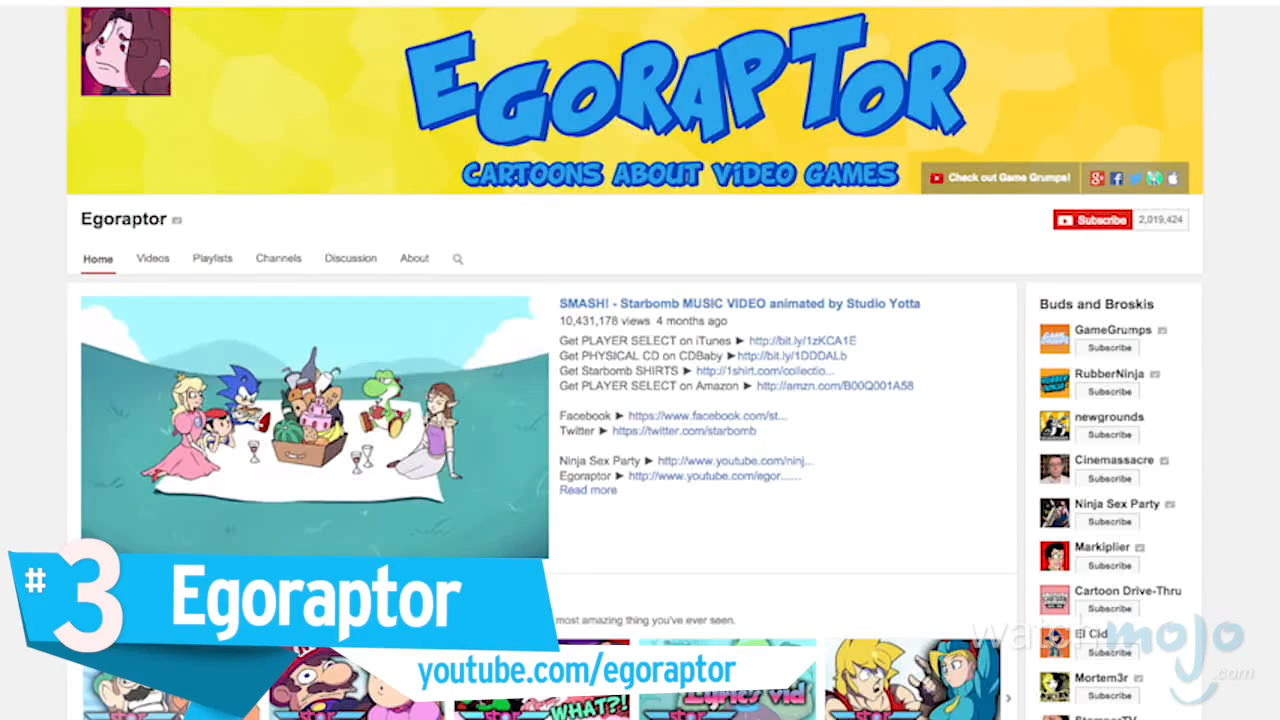 EGORAPTOR
CARTOONS ABOUT VIDEO GAMES
Check out Game Grumps!
Egoraptor
Subscribe 2,019,424
Home Videos Playlists Channels Discussion About
SMASH! - Starbomb MUSIC VIDEO animated by Studio Yotta
10,431,178 views 4 months ago
Get PLAYER SELECT on iTunes ► http://bit.ly/1zKCA1E
Get PHYSICAL CD on CDBaby ►http://bit.ly/1DDDALb
Get Starbomb SHIRTS ► http://1shirt.com/collectio...
Get PLAYER SELECT on Amazon ► http://amzn.com/B00Q001A58
Facebook ► https://www.facebook.com/st...
Twitter ► https://twitter.com/starbomb
Ninja Sex Party ► http://www.youtube.com/ninj...
Egoraptor ► http://www.youtube.com/egor......
Read more
Buds and Broskis
GameGrumps
Subscribe
RubberNinja
Subscribe
newgrounds
Subscribe
Cinemassacre
Subscribe
Ninja Sex Party
Subscribe
Markiplier
Subscribe
Cartoon Drive-Thru
Subscribe
El Cid
Subscribe
Mortem3r
Subscribe
StamperTV
#3 Egoraptor
most amazing thing you've ever seen.
youtube.com/egoraptor
WHAT?!
Lyrics vid
watchmojo.com